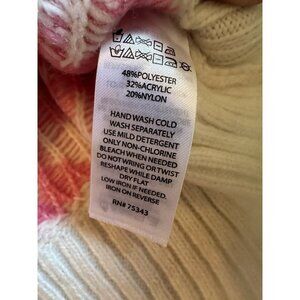 48%POLYESTER
32%ACRYLIC
20%NYLON
HAND WASH COLD
WASH SEPARATELY
USE MILD DETERGENT
ONLY NON-CHLORINE
BLEACH WHEN NEEDED
DO NOT WRING OR TWIST
RESHAPE WHILE DAMP
DRY FLAT
LOW IRON IF NEEDED.
IRON ON REVERSE
RN# 75343